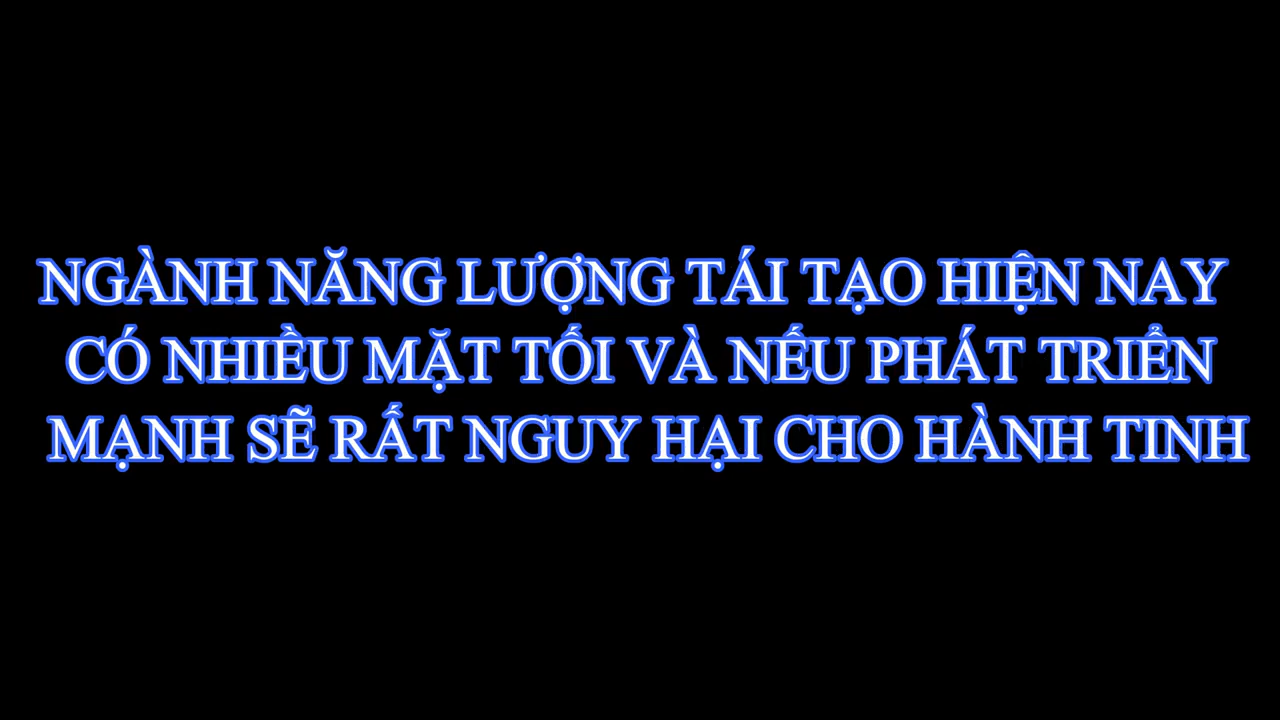 NGÀNH NĂNG LƯỢNG TÁI TẠO HIỆN NAY
CÓ NHIỀU MẶT TỐI VÀ NẾU PHÁT TRIỂN
MẠNH SẼ RẤT NGUY HẠI CHO HÀNH TINH